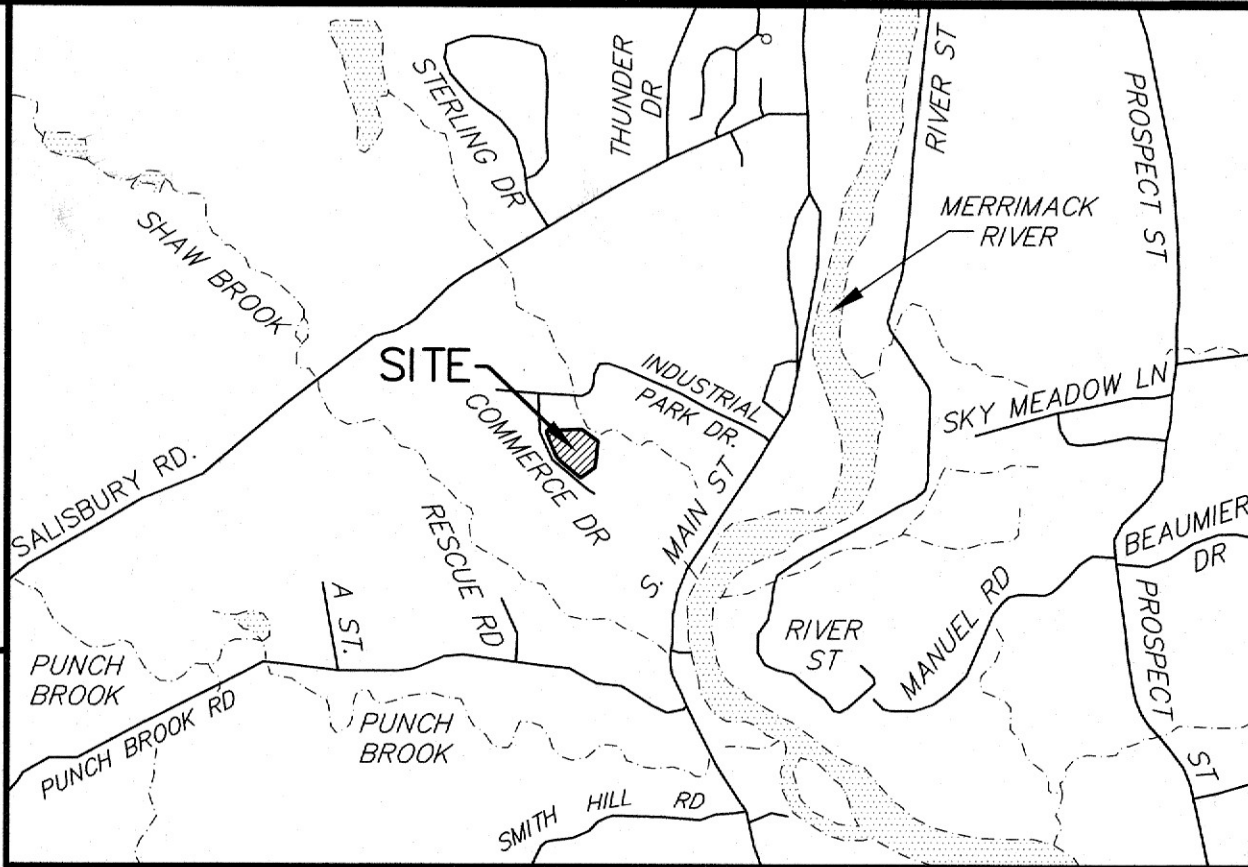 STERLING DR
THUNDER
DR
RIVER ST
PROSPECT ST
MERRIMACK
RIVER
SHAW BROOK
SITE
INDUSTRIAL
PARK DR.
COMMERCE DR
SKY MEADOW LN
SALISBURY RD.
RESCUE RD
S. MAIN ST
BEAUMIER
DR
A ST.
PUNCH
BROOK
RIVER
ST
MANUEL RD
PROSPECT
ST
PUNCH BROOK RD
PUNCH
BROOK
SMITH HILL RD